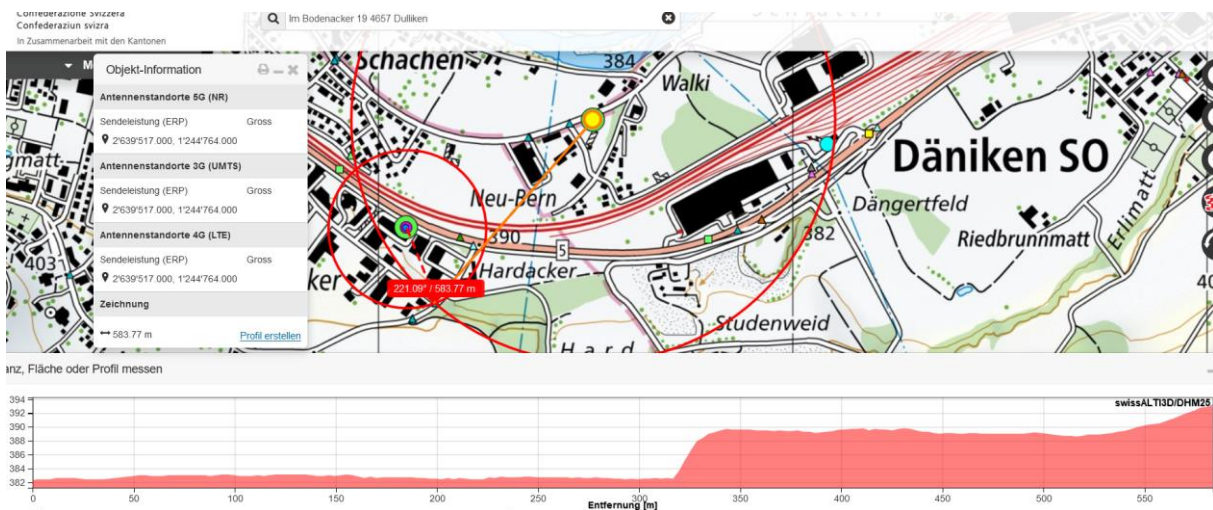 Confederazione Svizzera
Confederaziun svizra
In Zusammenarbeit mit den Kantonen
Im Bodenacker 19 4657 Dulliken
Objekt-Information
Antennenstandorte 5G (NR)
Sendeleistung (ERP) Gross
2'639'517.000, 1'244'764.000
Antennenstandorte 3G (UMTS)
Sendeleistung (ERP) Gross
2'639'517.000, 1'244'764.000
Antennenstandorte 4G (LTE)
Sendeleistung (ERP) Gross
2'639'517.000, 1'244'764.000
Zeichnung
583.77 m Profil erstellen
Schachen
384
Walki
Däniken SO
Neu-Bern
390
5
382
Dängertfeld
Riedbrunnmatt
Erlimatt
403
Hardacker
221.09° / 583.77 m
Studenweid
Hard
anz, Fläche oder Profil messen
swissALTI3D/DHM25
394
392
390
388
386
384
382
0 50 100 150 200 250 300 350 400 450 500 550
Entfernung [m]